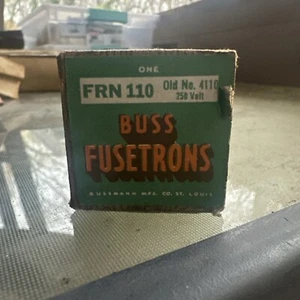 ONE
FRN 110 Old No. 4110
250 Volt
BUSS
FUSETRONS
BUSSMANN MFG. CO. ST. LOUIS